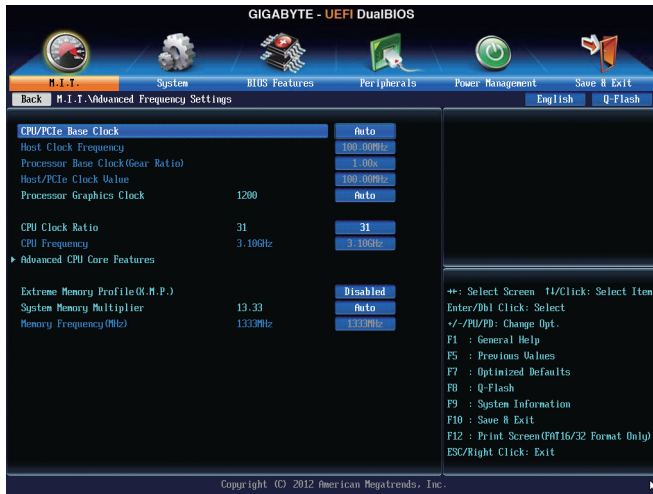 GIGABYTE - UEFI DualBIOS
M.I.T. System BIOS Features Peripherals Power Management Save & Exit
Back M.I.T.\Advanced Frequency Settings English Q-Flash
CPU/PCIe Base Clock Auto
Host Clock Frequency 100.00MHz
Processor Base Clock(Gear Ratio) 1.00x
Host/PCIe Clock Value 100.00MHz
Processor Graphics Clock 1200 Auto
CPU Clock Ratio 31 31
CPU Frequency 3.10GHz 3.10GHz
Advanced CPU Core Features
Extreme Memory Profile(X.M.P.) Disabled
System Memory Multiplier 13.33 Auto
Memory Frequency(MHz) 1333MHz 1333MHz
→←: Select Screen ↑↓/Click: Select Item
Enter/Dbl Click: Select
+/-/PU/PD: Change Opt.
F1 : General Help
F5 : Previous Values
F7 : Optimized Defaults
F8 : Q-Flash
F9 : System Information
F10 : Save & Exit
F12 : Print Screen(FAT16/32 Format Only)
ESC/Right Click: Exit
Copyright (C) 2012 American Megatrends, Inc.